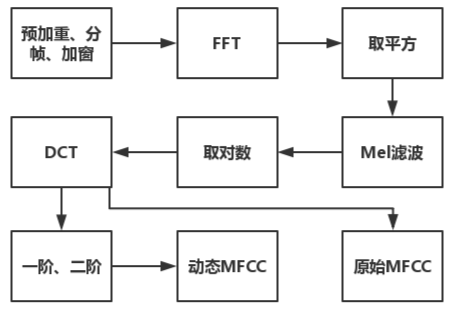 预加重、分
帧、加窗
FFT
取平方
DCT
取对数
Mel滤波
一阶、二阶
动态MFCC
原始MFCC